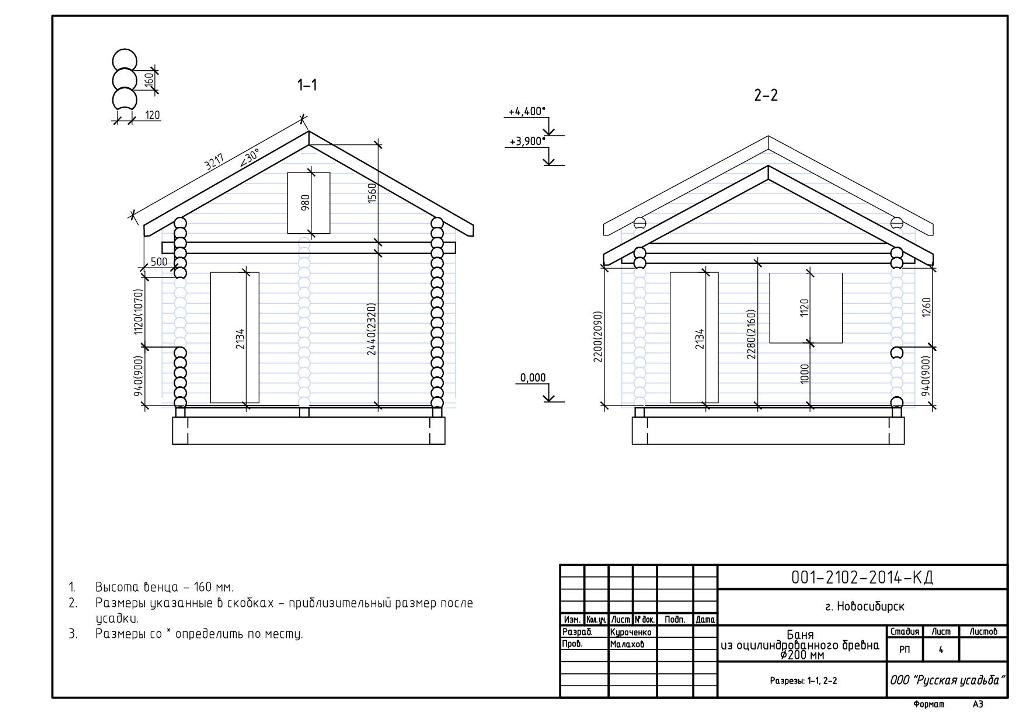 160
120
1-1
3217
<30°
980
1560
500
1120(1070)
940(900)
2134
2440(2320)
+4,400*
+3,900*
0,000
2-2
2200(2090)
2134
2280(2160)
1120
1000
1260
940(900)
1. Высота венца - 160 мм.
2. Размеры указанные в скобках - приблизительный размер после
усадки.
3. Размеры со * определить по месту.
001-2102-2014-КД
г. Новосибирск
Изм. Кол.уч. Лист № док. Подп. Дата
Разраб. Куроченко
Пров. Малахов
Баня
из оцилиндрованного бревна
Ø200 мм
Стадия Лист Листов
РП 4
Разрезы: 1-1, 2-2
ООО "Русская усадьба"
Формат А3